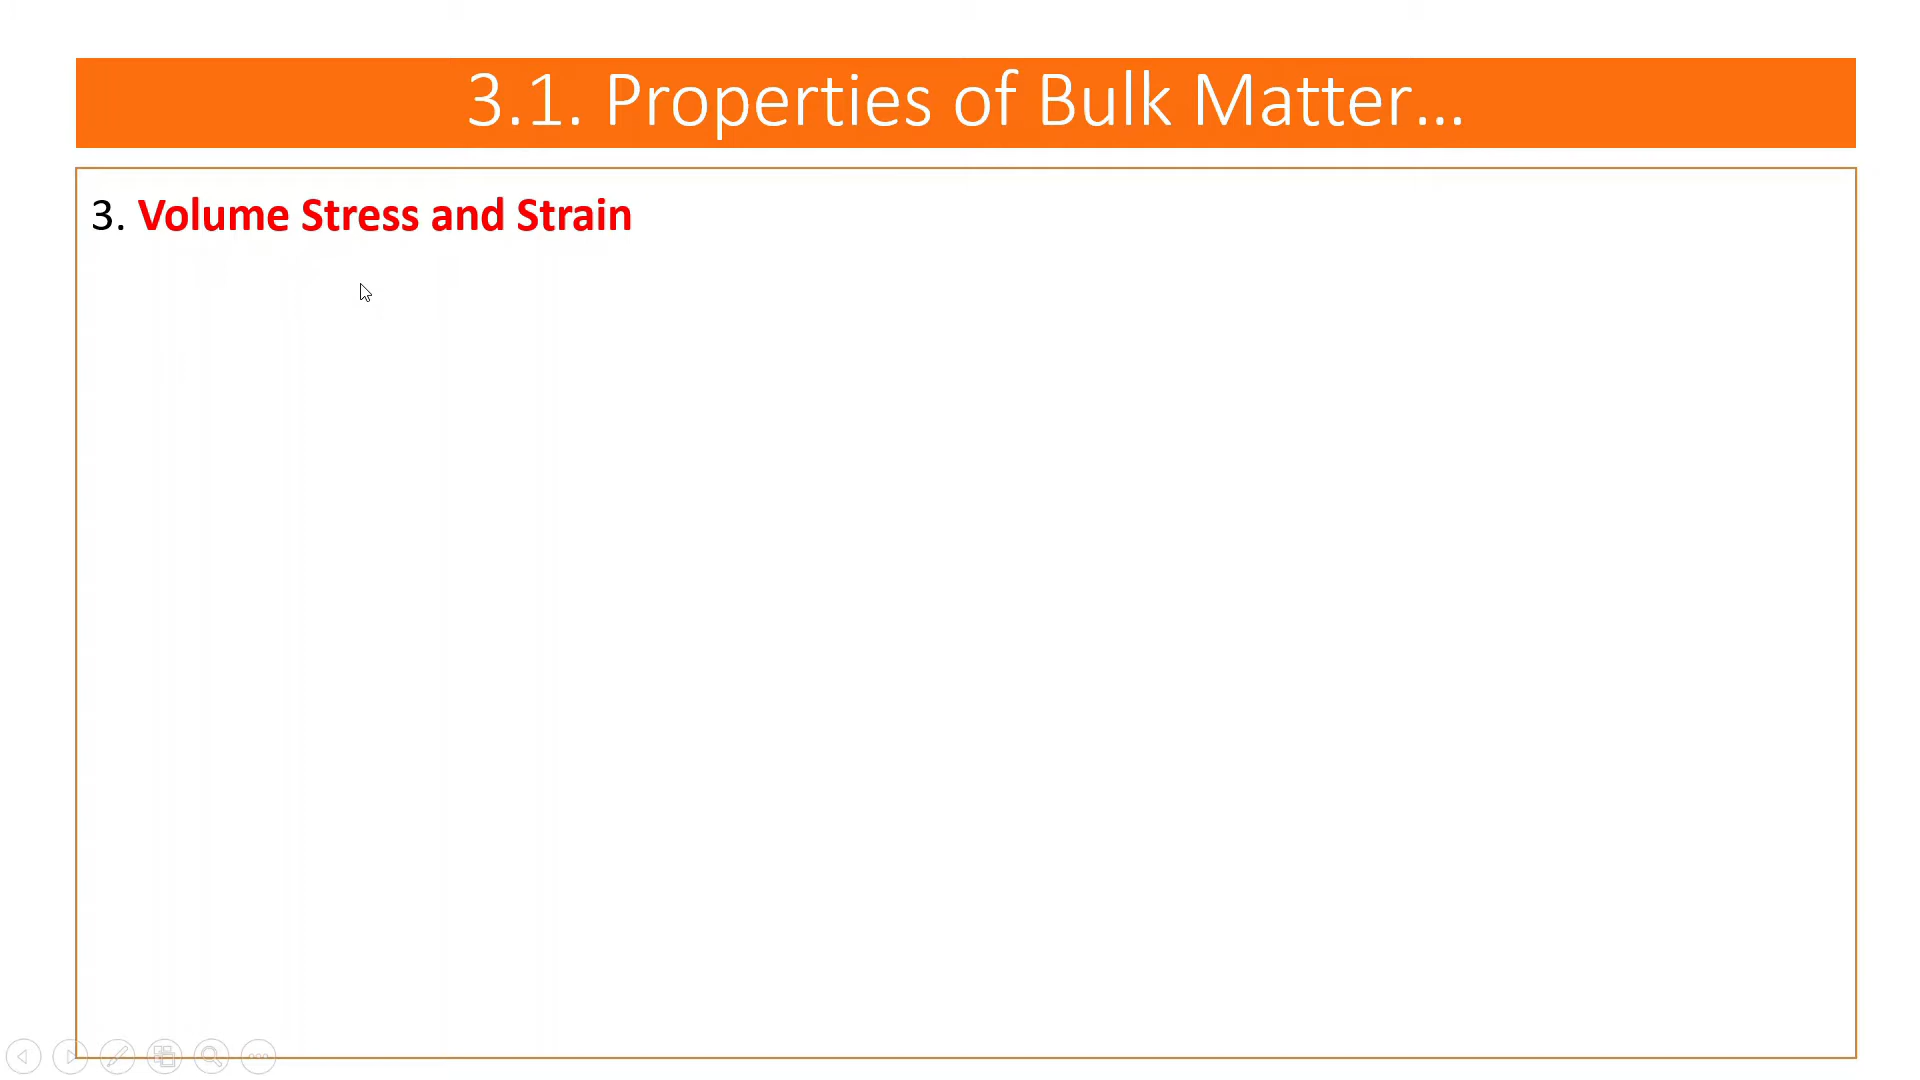 3.1. Properties of Bulk Matter...
3. Volume Stress and Strain